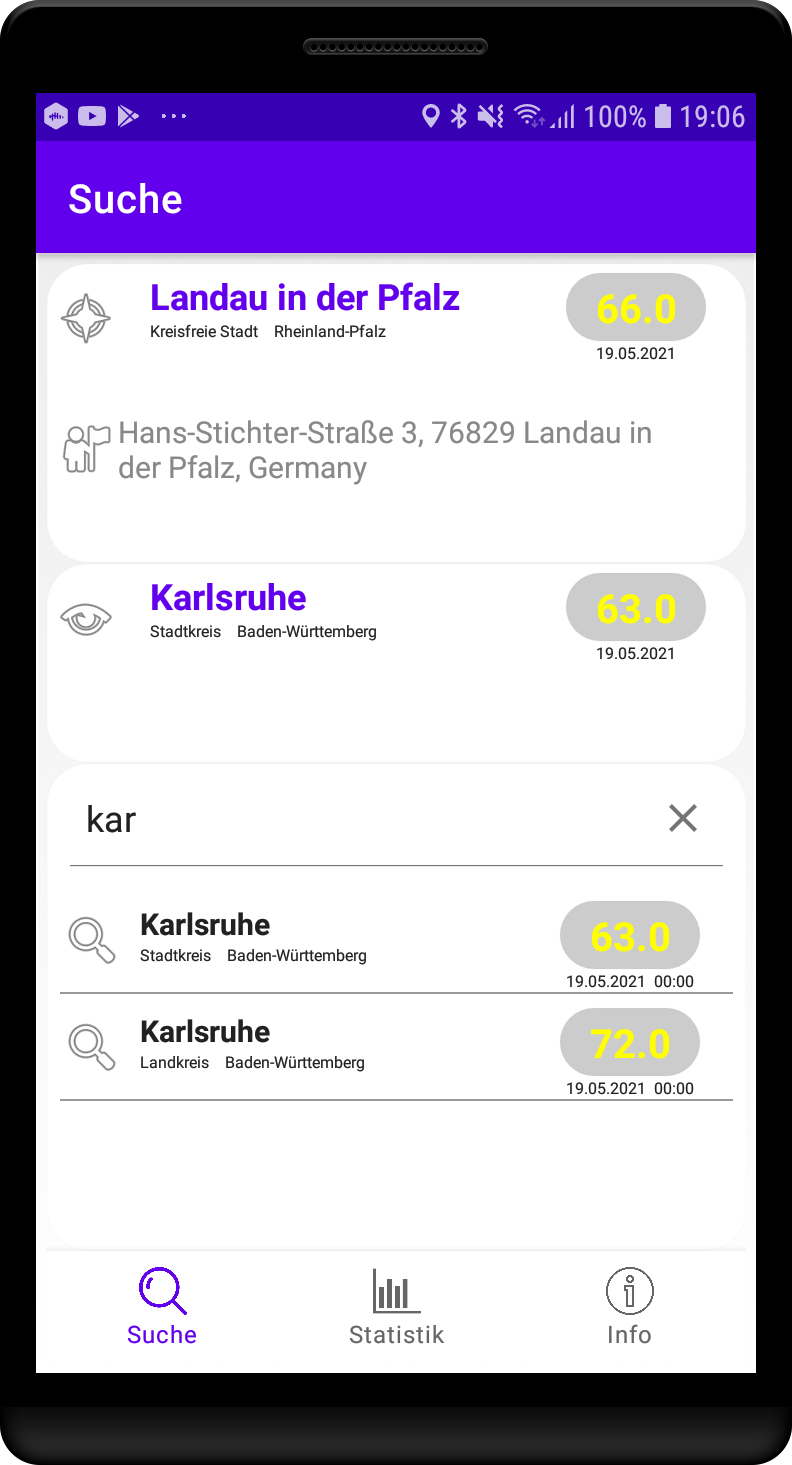 100% 19:06
Suche
Landau in der Pfalz
66.0
Kreisfreie Stadt Rheinland-Pfalz
19.05.2021
Hans-Stichter-Straße 3, 76829 Landau in
der Pfalz, Germany
Karlsruhe
63.0
Stadtkreis Baden-Württemberg
19.05.2021
kar
Karlsruhe
63.0
Stadtkreis Baden-Württemberg
19.05.2021 00:00
Karlsruhe
72.0
Landkreis Baden-Württemberg
19.05.2021 00:00
Suche Statistik Info